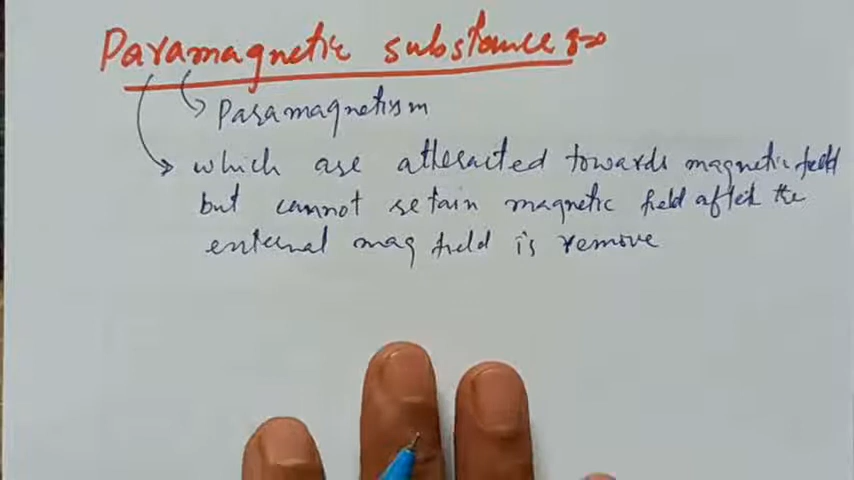 Paramagnetic substance :→
Paramagnetism
which are atteracted towards magnetic field
but cannot retain magnetic field after the
external mag field is remove